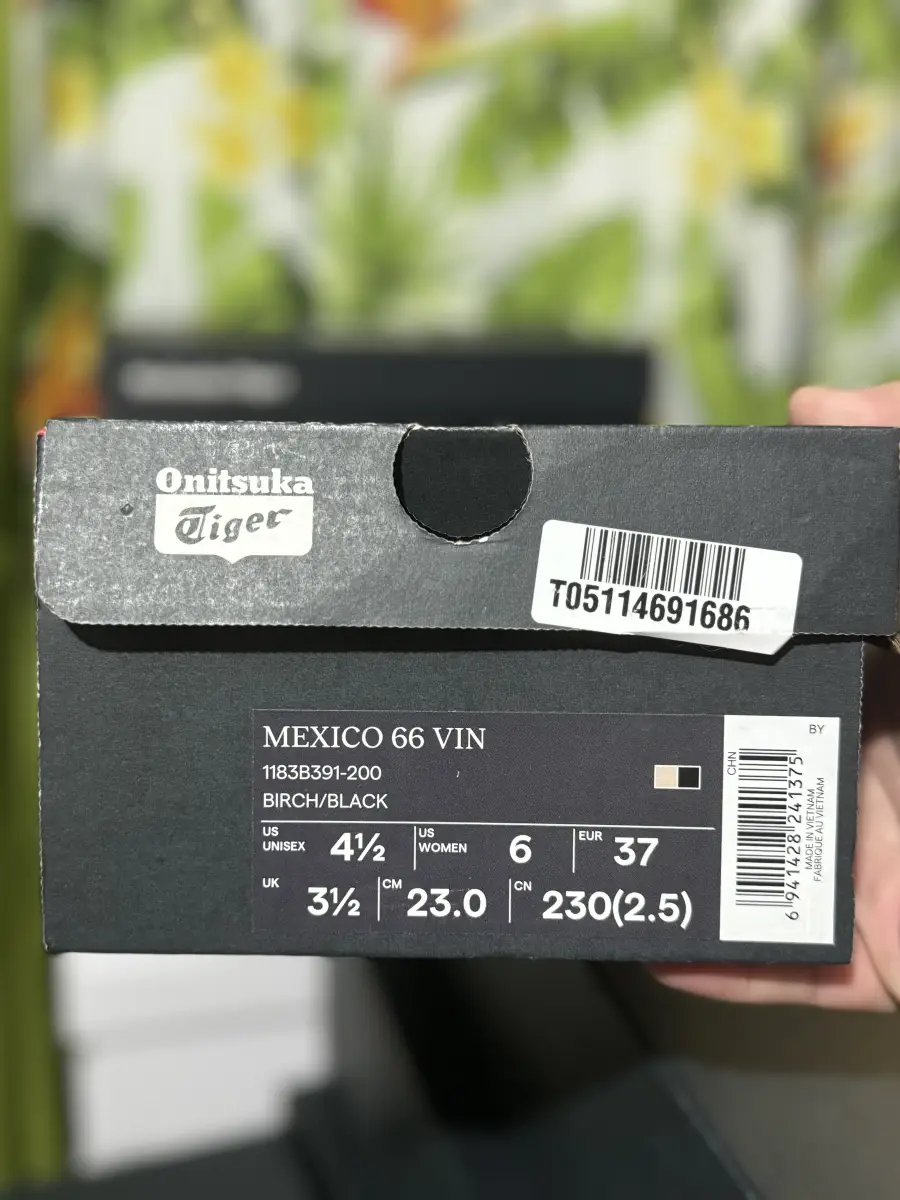 Onitsuka
Tiger
T05114691686
MEXICO 66 VIN
1183B391-200
BIRCH/BLACK
US UNISEX 4½ US WOMEN 6 EUR 37
UK 3½ CM 23.0 CN 230(2.5)
BY
CHN
6 941428 241375
MADE IN VIETNAM
FABRIQUE AU VIETNAM